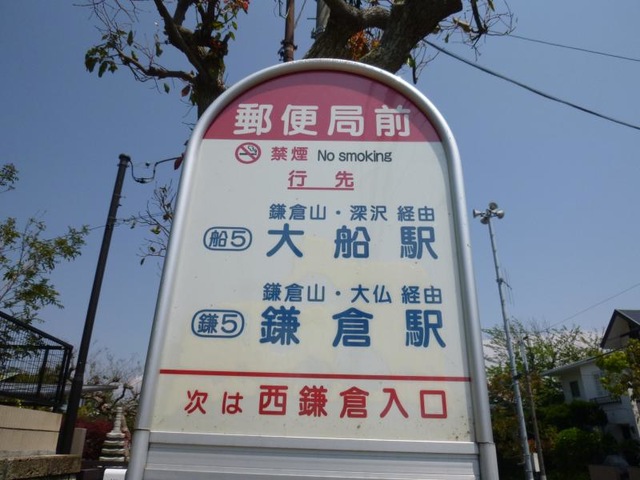 郵便局前
禁煙 No smoking
行先
鎌倉山・深沢 経由
船5 大船駅
鎌倉山・大仏 経由
鎌5 鎌倉駅
次は 西鎌倉入口